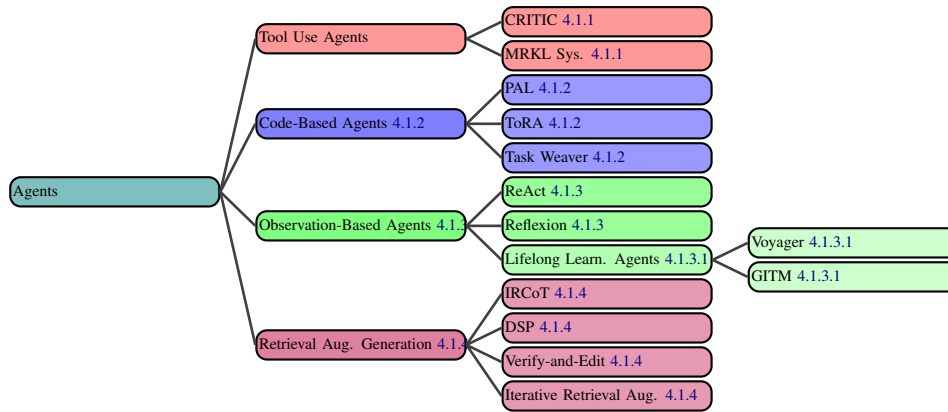 Agents
Tool Use Agents
CRITIC 4.1.1
MRKL Sys. 4.1.1
Code-Based Agents 4.1.2
PAL 4.1.2
ToRA 4.1.2
Task Weaver 4.1.2
Observation-Based Agents 4.1.3
ReAct 4.1.3
Reflexion 4.1.3
Lifelong Learn. Agents 4.1.3.1
Voyager 4.1.3.1
GITM 4.1.3.1
Retrieval Aug. Generation 4.1.4
IRCoT 4.1.4
DSP 4.1.4
Verify-and-Edit 4.1.4
Iterative Retrieval Aug. 4.1.4